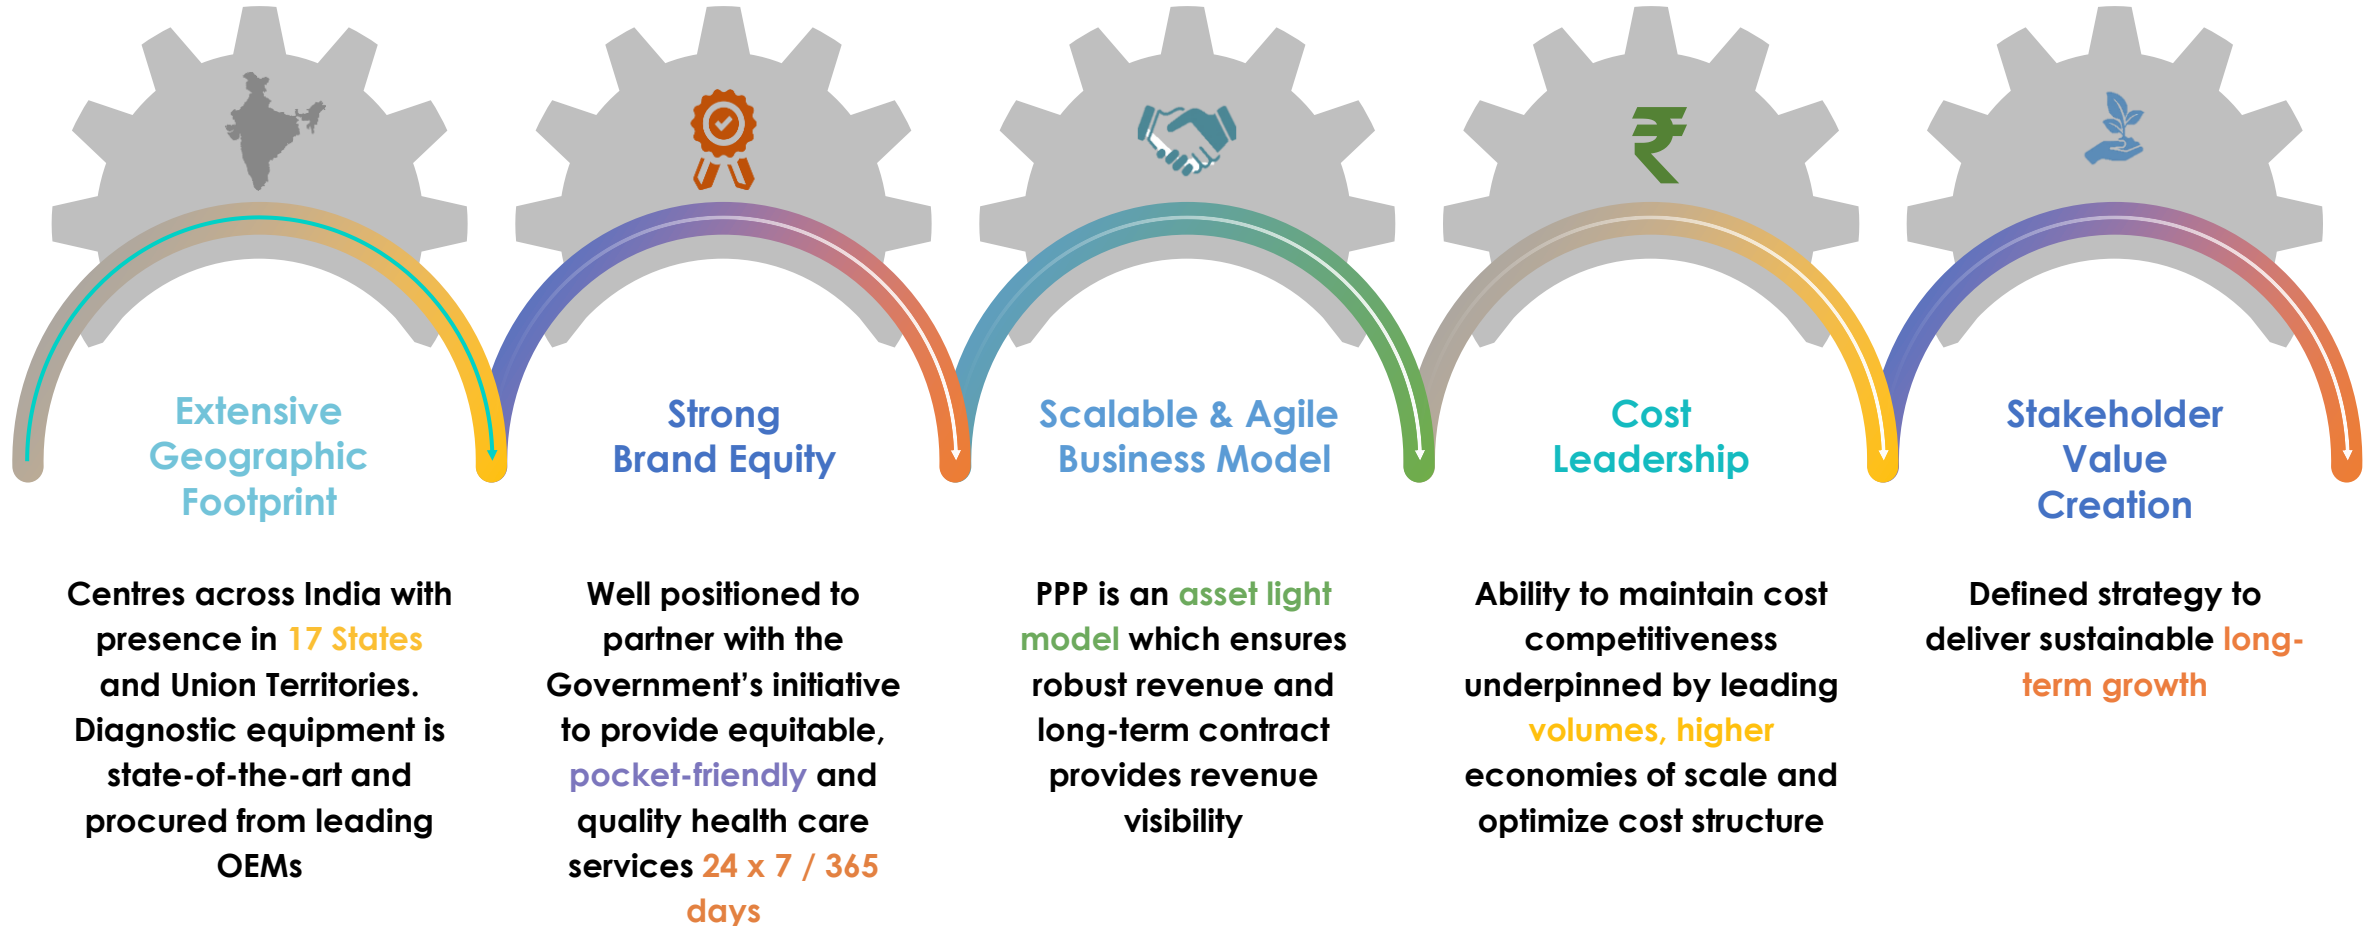 Extensive
Geographic
Footprint
Centres across India with
presence in 17 States
and Union Territories.
Diagnostic equipment is
state-of-the-art and
procured from leading
OEMs
Strong
Brand Equity
Well positioned to
partner with the
Government's initiative
to provide equitable,
pocket-friendly and
quality health care
services 24 x 7 / 365
days
Scalable & Agile
Business Model
PPP is an asset light
model which ensures
robust revenue and
long-term contract
provides revenue
visibility
₹
Cost
Leadership
Ability to maintain cost
competitiveness
underpinned by leading
volumes, higher
economies of scale and
optimize cost structure
Stakeholder
Value
Creation
Defined strategy to
deliver sustainable long-
term growth